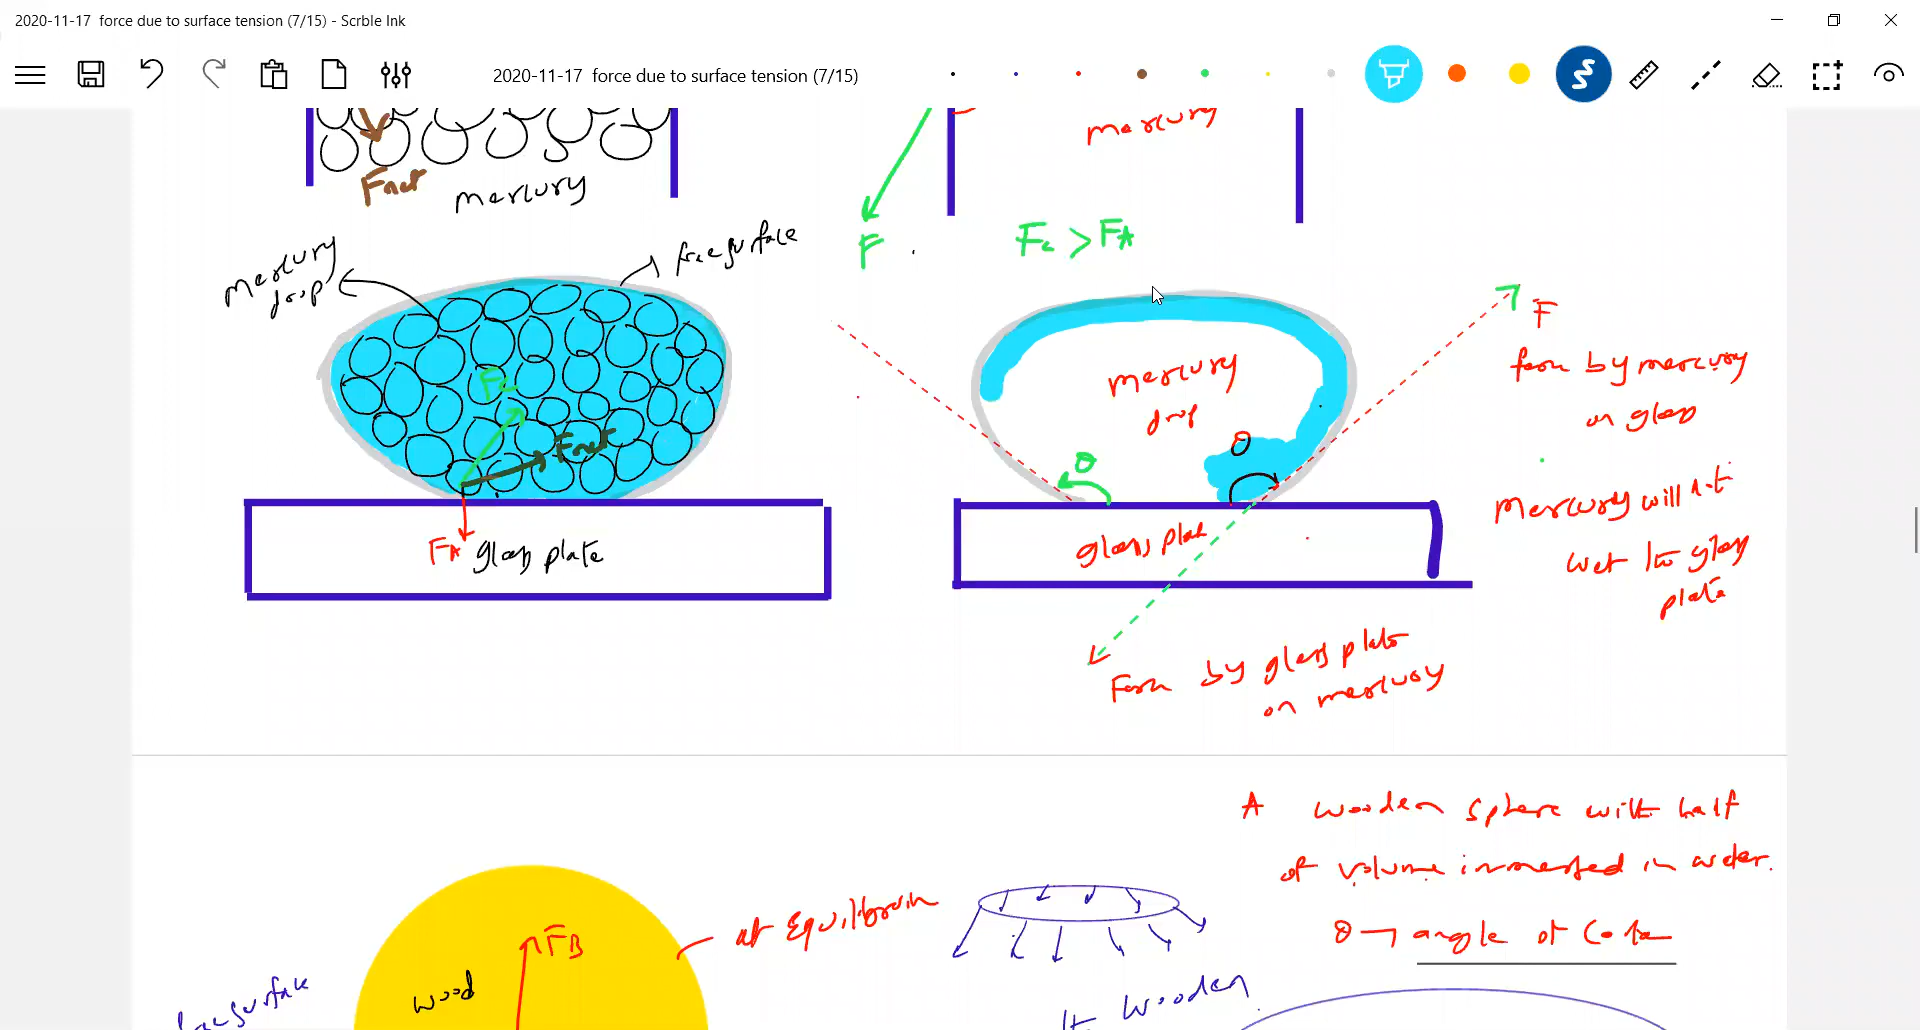 2020-11-17 force due to surface tension (7/15) - Scrble Ink
2020-11-17 force due to surface tension (7/15)
Fnet
mercury
mercury
F
Fc > FA
mercury
drop
free surface
Fc
Fnet
FA
glass plate
mercury
drop
θ
θ
glass plate
F
force by mercury
on glass
Mercury will not
wet the glass
plate
Force by glass plate
on mercury
A wooden sphere with half
of volume immersed in water.
θ → angle of
at Equilibrium
FB
wood
free surface
wooden